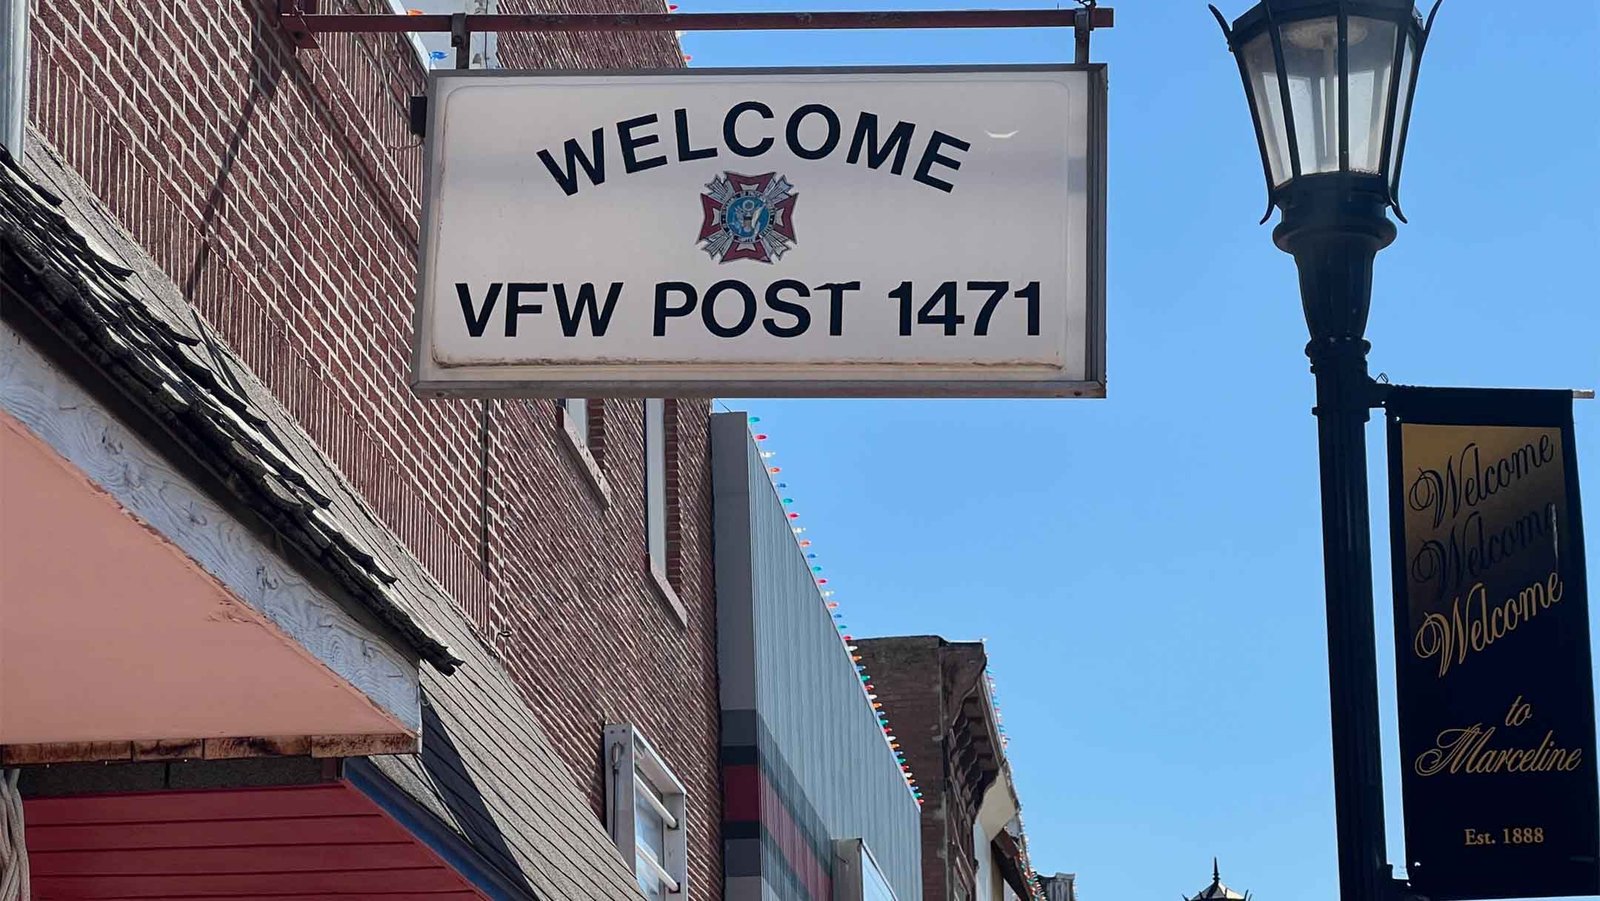 WELCOME
VFW POST 1471
Welcome
Welcome
Welcome
to
Marceline
Est. 1888